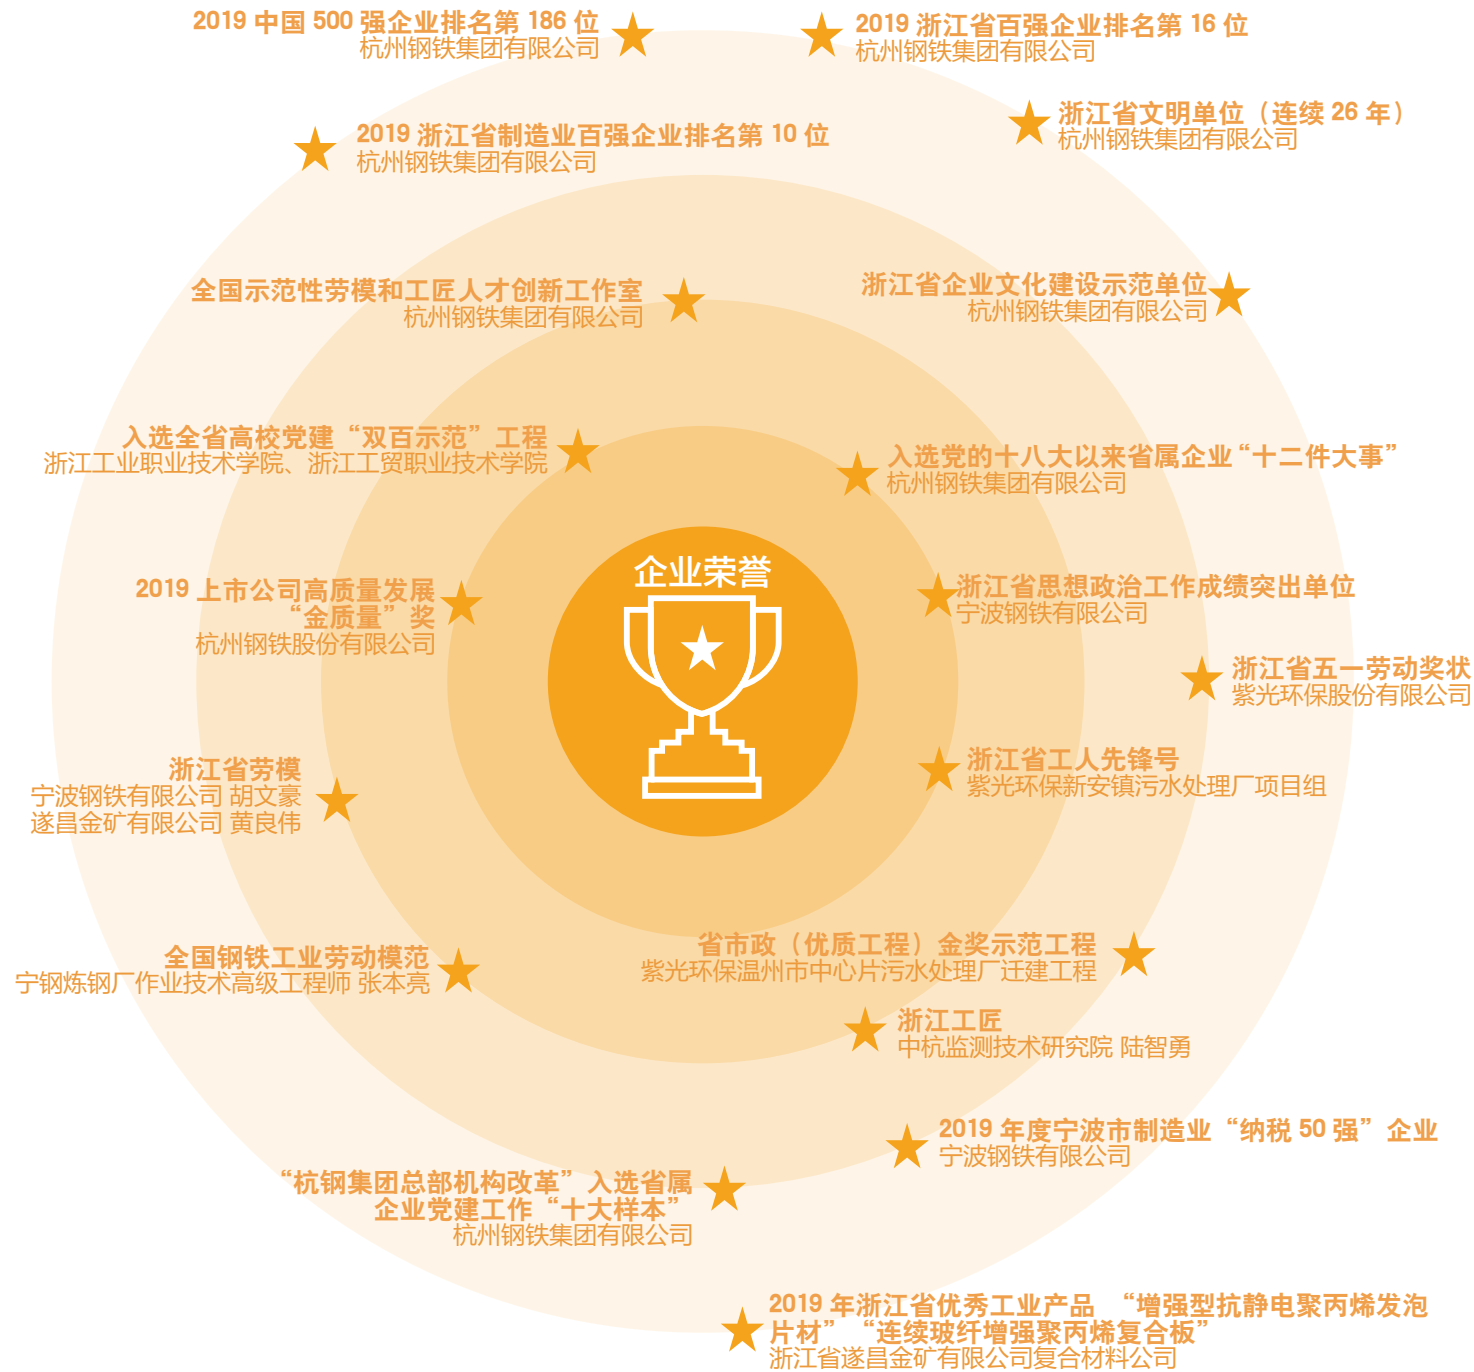 2019 中国 500 强企业排名第 186 位
杭州钢铁集团有限公司
2019 浙江省百强企业排名第 16 位
杭州钢铁集团有限公司
浙江省文明单位（连续 26 年）
杭州钢铁集团有限公司
2019 浙江省制造业百强企业排名第 10 位
杭州钢铁集团有限公司
全国示范性劳模和工匠人才创新工作室
杭州钢铁集团有限公司
浙江省企业文化建设示范单位
杭州钢铁集团有限公司
入选全省高校党建“双百示范”工程
浙江工业职业技术学院、浙江工贸职业技术学院
入选党的十八大以来省属企业“十二件大事”
杭州钢铁集团有限公司
企业荣誉
2019 上市公司高质量发展
“金质量”奖
杭州钢铁股份有限公司
浙江省思想政治工作成绩突出单位
宁波钢铁有限公司
浙江省五一劳动奖状
紫光环保股份有限公司
浙江省劳模
宁波钢铁有限公司 胡文豪
遂昌金矿有限公司 黄良伟
浙江省工人先锋号
紫光环保新安镇污水处理厂项目组
全国钢铁工业劳动模范
宁钢炼钢厂作业技术高级工程师 张本亮
省市政（优质工程）金奖示范工程
紫光环保温州市中心片污水处理厂迁建工程
浙江工匠
中杭监测技术研究院 陆智勇
2019 年度宁波市制造业“纳税 50 强”企业
宁波钢铁有限公司
“杭钢集团总部机构改革”入选省属
企业党建工作“十大样本”
杭州钢铁集团有限公司
2019 年浙江省优秀工业产品 “增强型抗静电聚丙烯发泡
片材”“连续玻纤增强聚丙烯复合板”
浙江省遂昌金矿有限公司复合材料公司